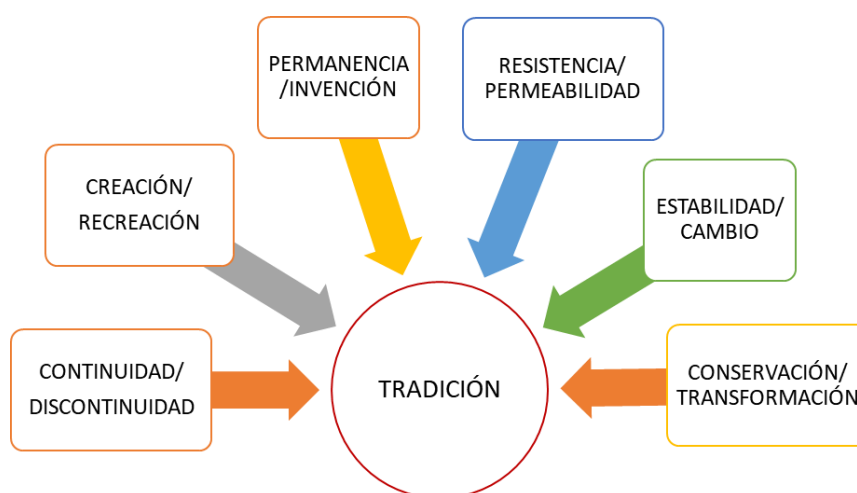 PERMANENCIA
/INVENCIÓN
RESISTENCIA/
PERMEABILIDAD
CREACIÓN/
RECREACIÓN
ESTABILIDAD/
CAMBIO
CONTINUIDAD/
DISCONTINUIDAD
TRADICIÓN
CONSERVACIÓN/
TRANSFORMACIÓN